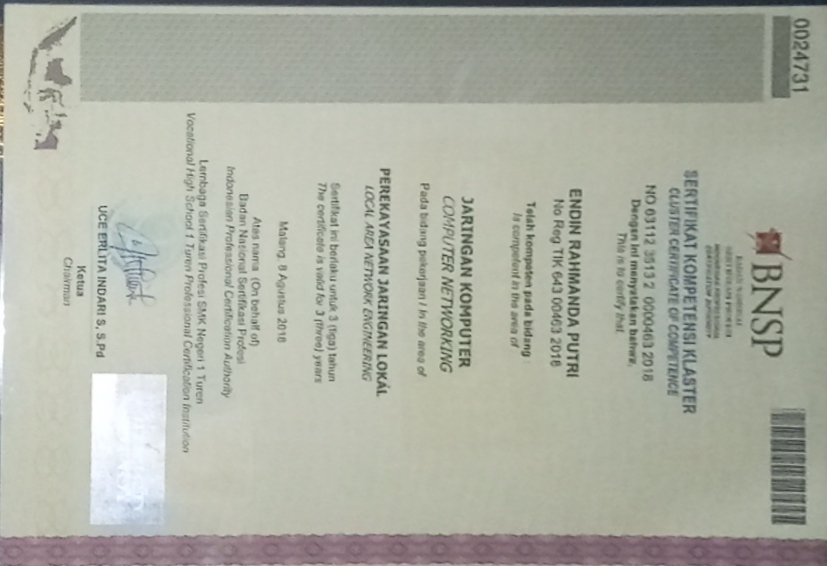 0024731
BNSP
BADAN NASIONAL
SERTIFIKASI PROFESI
INDONESIAN PROFESSIONAL
CERTIFICATION AUTHORITY
SERTIFIKAT KOMPETENSI KLASTER
CLUSTER CERTIFICATE OF COMPETENCE
NO 63112 3513 2 0000463 2018
Dengan ini menyatakan bahwa,
This is to certify that,
ENDIN RAHMANDA PUTRI
No Reg TIK 643 00463 2018
Telah kompeten pada bidang :
Is competent in the area of
JARINGAN KOMPUTER
COMPUTER NETWORKING
Pada bidang pekerjaan / In the area of
PEREKAYASAAN JARINGAN LOKAL
LOCAL AREA NETWORK ENGINEERING
Sertifikat ini berlaku untuk 3 (tiga) tahun
The certificate is valid for 3 (three) years
Malang, 8 Agustus 2018
Atas nama (On behalf of)
Badan Nasional Sertifikasi Profesi
Indonesian Professional Certification Authority
Lembaga Sertifikasi Profesi SMK Negeri 1 Turen
Vocational High School 1 Turen Professional Certification Institution
UCE ERLITA INDARI S, S.Pd
Ketua
Chairman